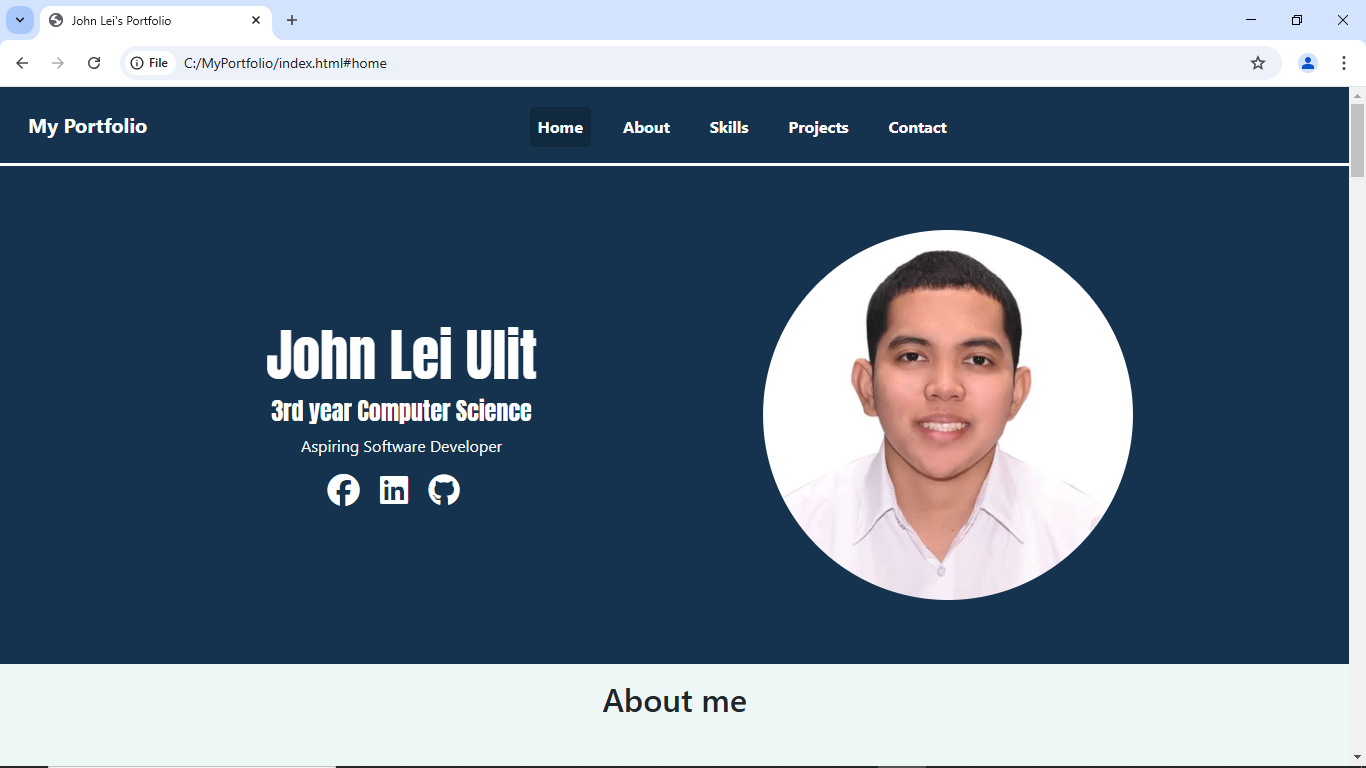 John Lei's Portfolio
File C:/MyPortfolio/index.html#home
My Portfolio Home About Skills Projects Contact
John Lei Ulit
3rd year Computer Science
Aspiring Software Developer
About me